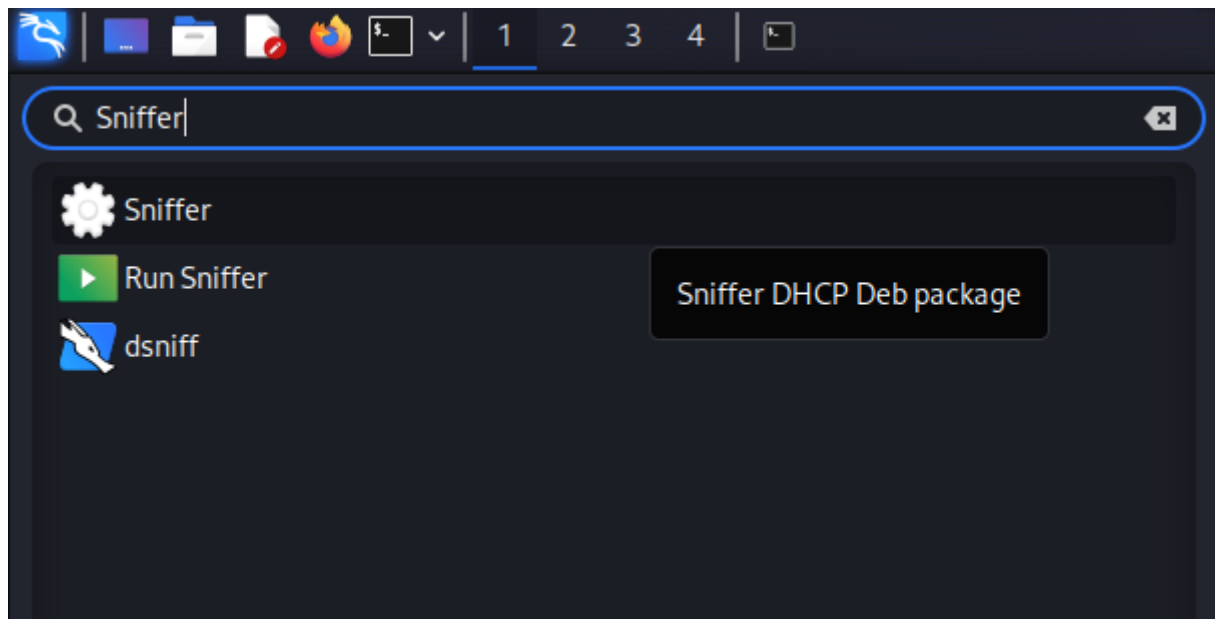 1 2 3 4
Sniffer
Sniffer
Run Sniffer
Sniffer DHCP Deb package
dsniff